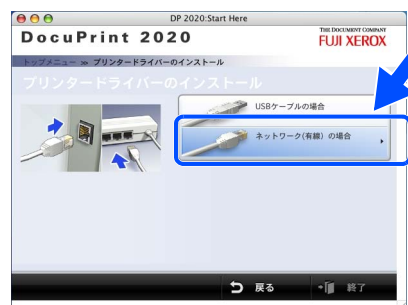 DP 2020:Start Here
DocuPrint 2020
THE DOCUMENT COMPANY
FUJI XEROX
トップメニュー >> プリンタードライバーのインストール
プリンタードライバーのインストール
USBケーブルの場合
ネットワーク(有線) の場合
戻る
終了